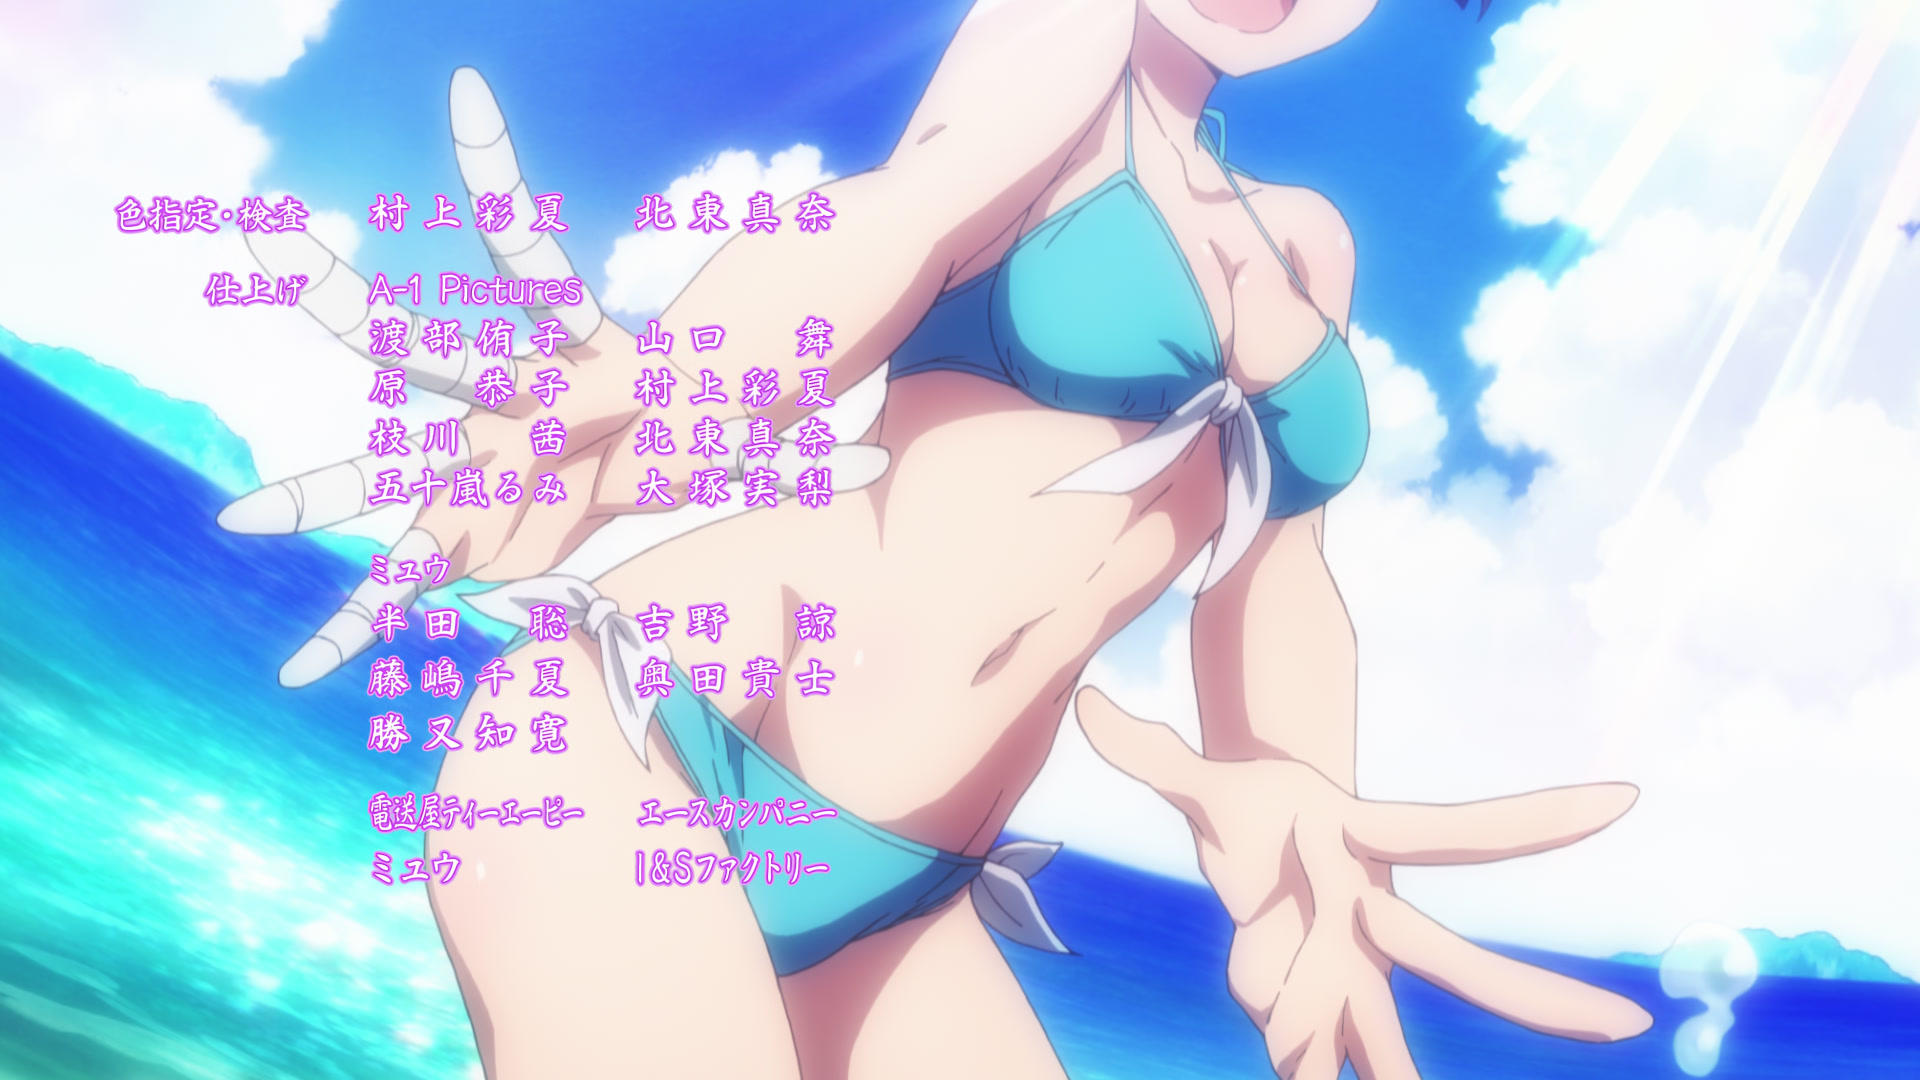 色指定・検査 村上彩夏 北東真奈
仕上げ A-1 Pictures
渡部侑子 山口舞
原恭子 村上彩夏
枝川茜 北東真奈
五十嵐るみ 大塚実梨
ミュウ
半田聡 吉野諒
藤嶋千夏 奥田貴士
勝又知寛
電送屋ティーエーピー エースカンパニー
ミュウ I&Sファクトリー